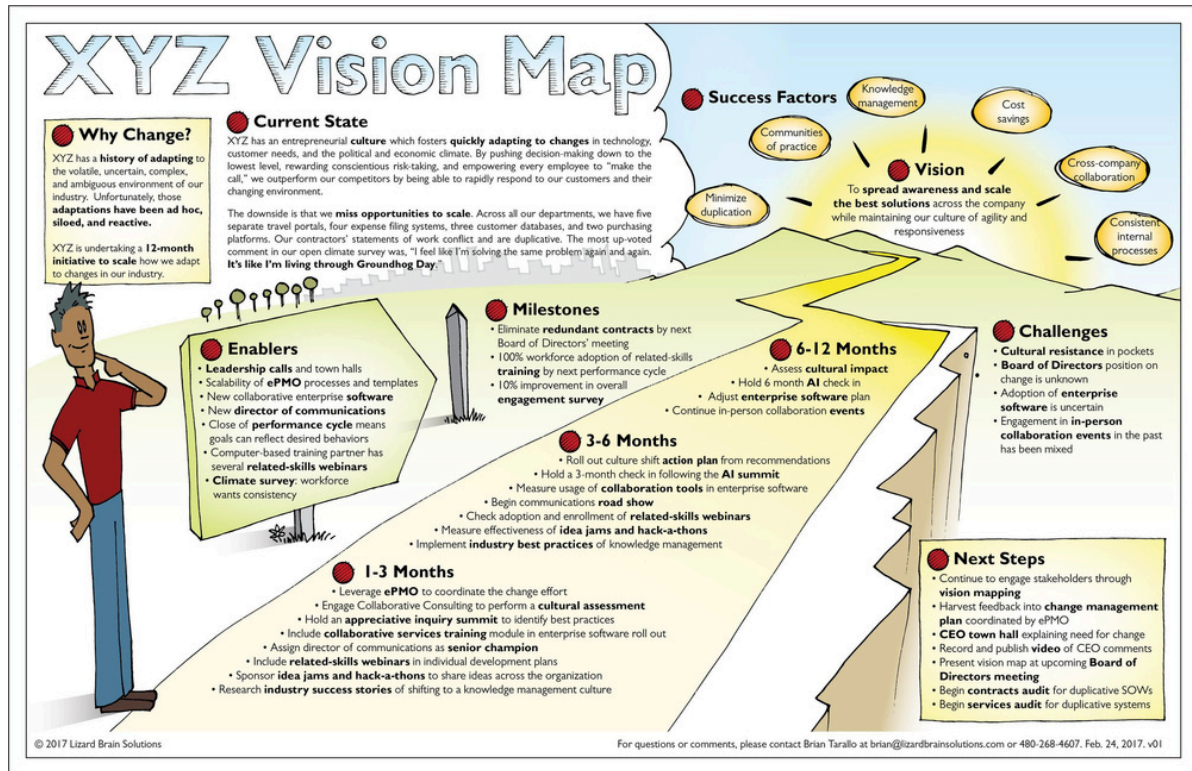 XYZ Vision Map
Why Change?
XYZ has a history of adapting to
the volatile, uncertain, complex,
and ambiguous environment of our
industry. Unfortunately, those
adaptations have been ad hoc,
siloed, and reactive.
XYZ is undertaking a 12-month
initiative to scale how we adapt
to changes in our industry.
Current State
XYZ has an entrepreneurial culture which fosters quickly adapting to changes in technology,
customer needs, and the political and economic climate. By pushing decision-making down to the
lowest level, rewarding conscientious risk-taking, and empowering every employee to "make the
call," we outperform our competitors by being able to rapidly respond to our customers and their
changing environment.
The downside is that we miss opportunities to scale. Across all our departments, we have five
separate travel portals, four expense filing systems, three customer databases, and two purchasing
platforms. Our contractors' statements of work conflict and are duplicative. The most up-voted
comment in our open climate survey was, "I feel like I'm solving the same problem again and again.
It's like I'm living through Groundhog Day."
Success Factors
Minimize
duplication
Communities
of practice
Knowledge
management
Cost
savings
Cross-company
collaboration
Consistent
internal
processes
Vision
To spread awareness and scale
the best solutions across the company
while maintaining our culture of agility and
responsiveness
Enablers
• Leadership calls and town halls
• Scalability of ePMO processes and templates
• New collaborative enterprise software
• New director of communications
• Close of performance cycle means
goals can reflect desired behaviors
• Computer-based training partner has
several related-skills webinars
• Climate survey: workforce
wants consistency
Milestones
• Eliminate redundant contracts by next
Board of Directors' meeting
• 100% workforce adoption of related-skills
training by next performance cycle
• 10% improvement in overall
engagement survey
6-12 Months
• Assess cultural impact
• Hold 6 month AI check in
• Adjust enterprise software plan
• Continue in-person collaboration events
3-6 Months
• Roll out culture shift action plan from recommendations
• Hold a 3-month check in following the AI summit
• Measure usage of collaboration tools in enterprise software
• Begin communications road show
• Check adoption and enrollment of related-skills webinars
• Measure effectiveness of idea jams and hack-a-thons
• Implement industry best practices of knowledge management
1-3 Months
• Leverage ePMO to coordinate the change effort
• Engage Collaborative Consulting to perform a cultural assessment
• Hold an appreciative inquiry summit to identify best practices
• Include collaborative services training module in enterprise software roll out
• Assign director of communications as senior champion
• Include related-skills webinars in individual development plans
• Sponsor idea jams and hack-a-thons to share ideas across the organization
• Research industry success stories of shifting to a knowledge management culture
Challenges
• Cultural resistance in pockets
• Board of Directors position on
change is unknown
• Adoption of enterprise
software is uncertain
• Engagement in in-person
collaboration events in the past
has been mixed
Next Steps
• Continue to engage stakeholders through
vision mapping
• Harvest feedback into change management
plan coordinated by ePMO
• CEO town hall explaining need for change
• Record and publish video of CEO comments
• Present vision map at upcoming Board of
Directors meeting
• Begin contracts audit for duplicative SOWs
• Begin services audit for duplicative systems
© 2017 Lizard Brain Solutions
For questions or comments, please contact Brian Tarallo at brian@lizardbrainsolutions.com or 480-268-4607. Feb. 24, 2017. v01